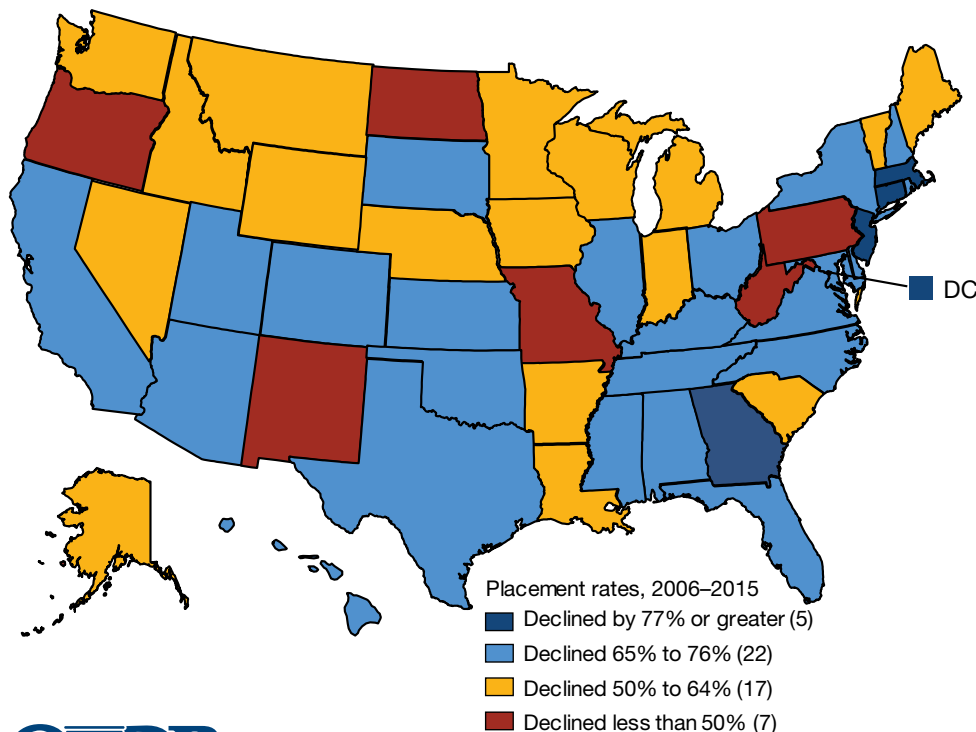 DC
Placement rates, 2006–2015
Declined by 77% or greater (5)
Declined 65% to 76% (22)
Declined 50% to 64% (17)
Declined less than 50% (7)